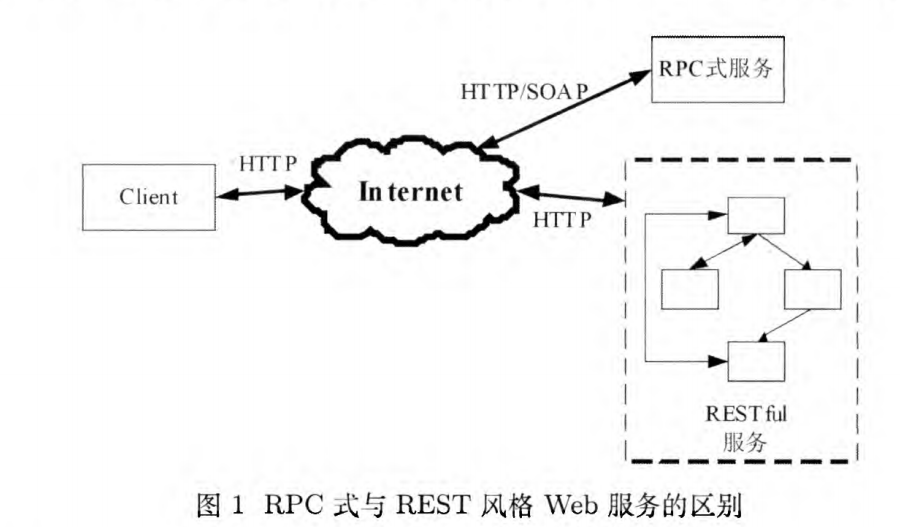 RPC式服务
HTTP/SOAP
HTTP
Client
Internet
HTTP
RESTful
服务
图 1 RPC 式与 REST 风格 Web 服务的区别